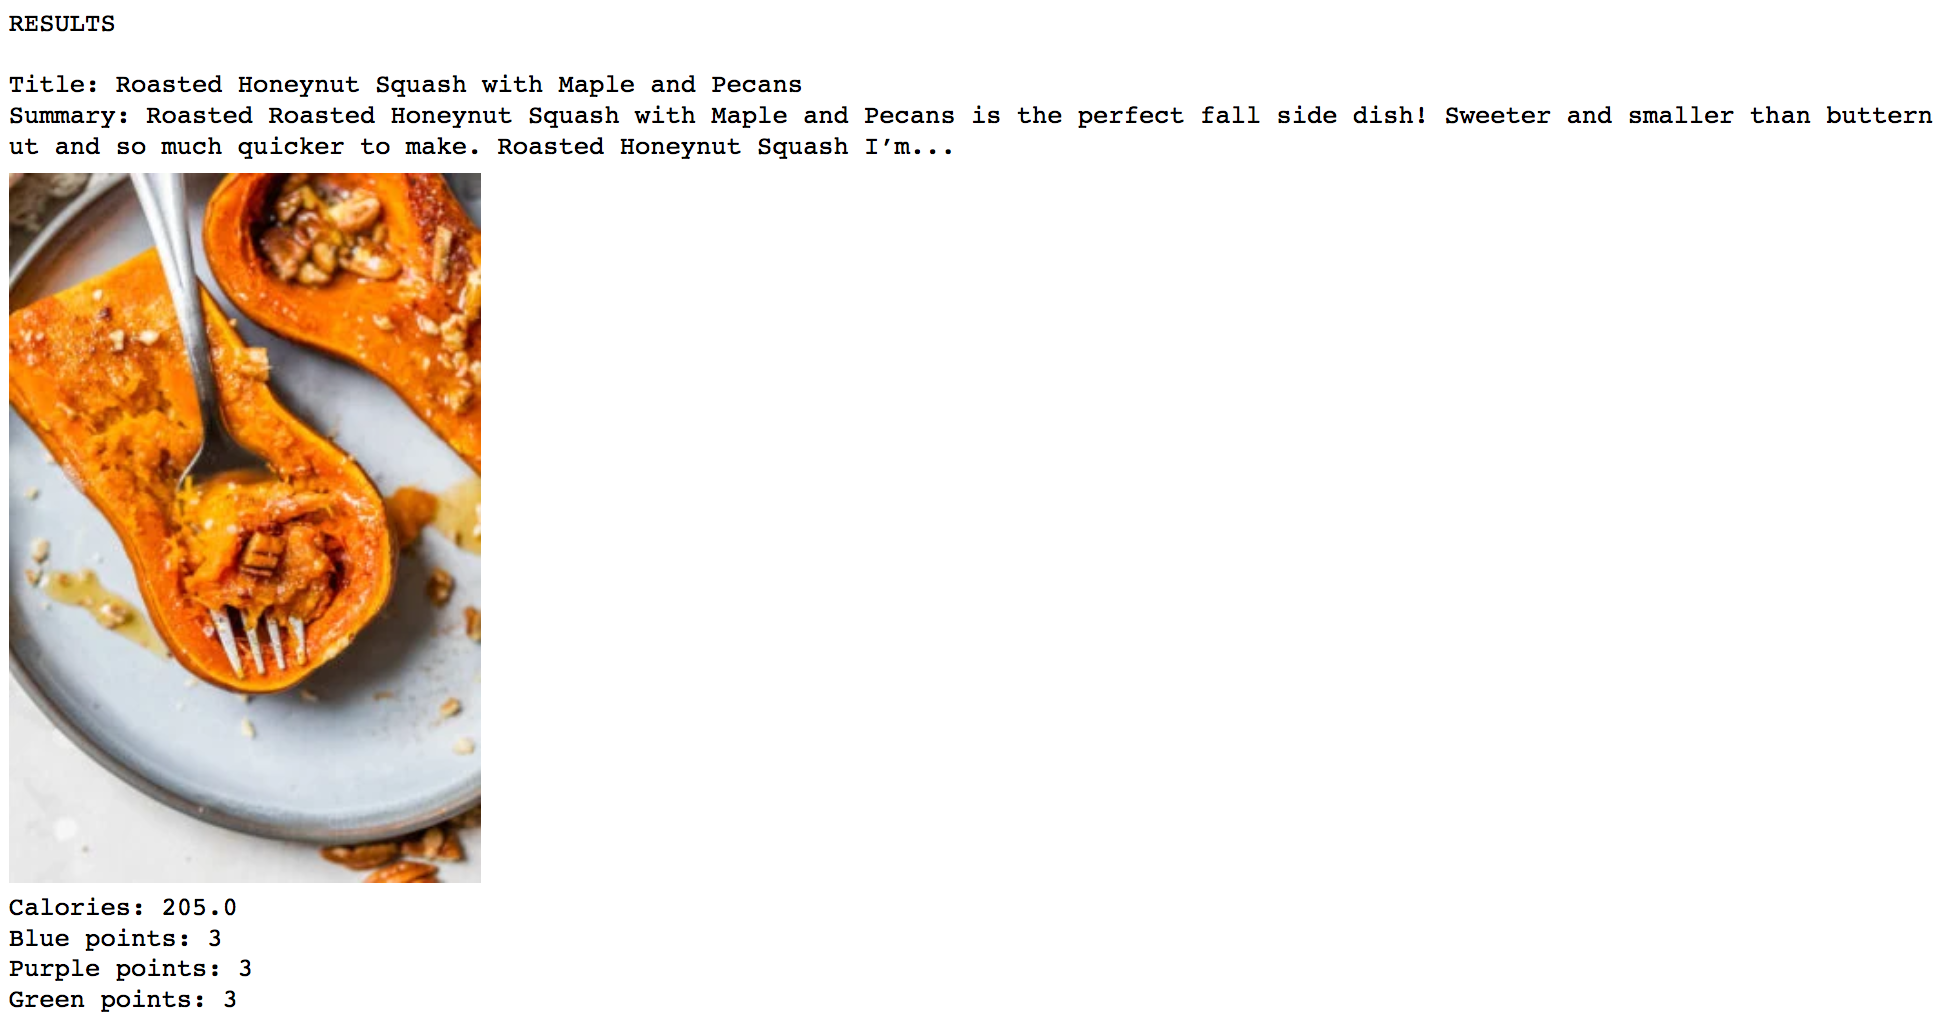 RESULTS
Title: Roasted Honeynut Squash with Maple and Pecans
Summary: Roasted Roasted Honeynut Squash with Maple and Pecans is the perfect fall side dish! Sweeter and smaller than buttern
ut and so much quicker to make. Roasted Honeynut Squash I’m...
Calories: 205.0
Blue points: 3
Purple points: 3
Green points: 3